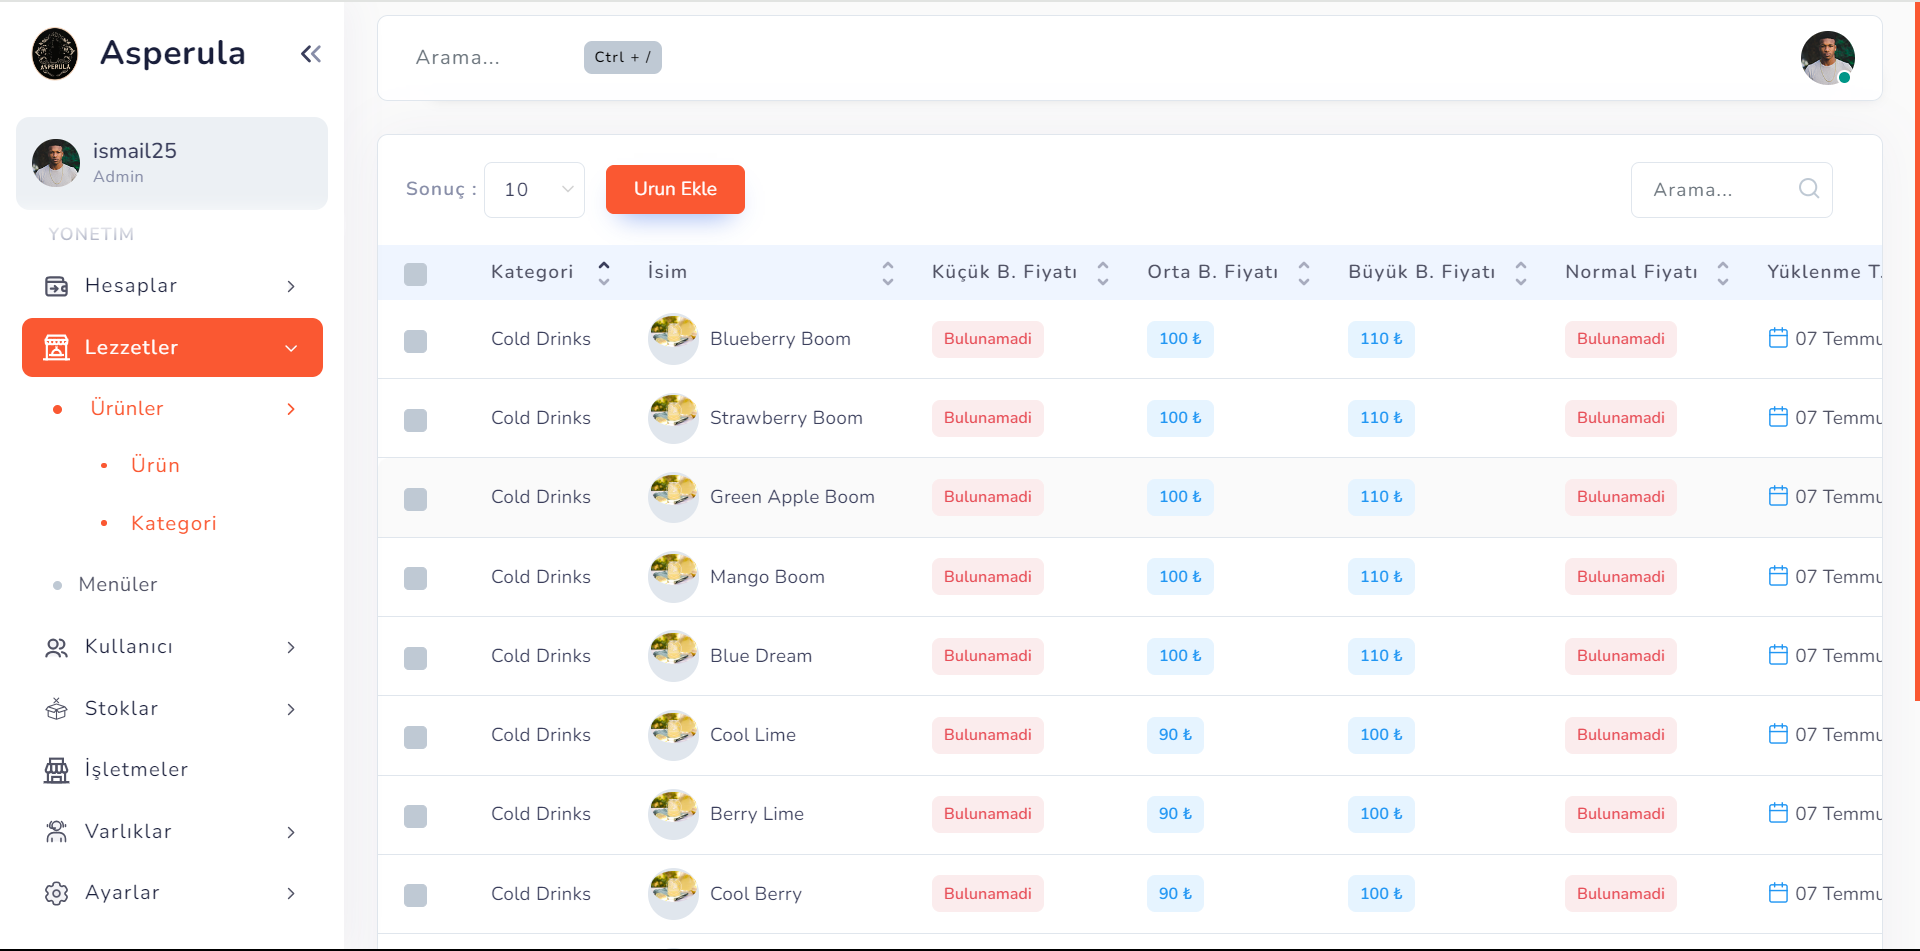 Asperula
ismail25
Admin
YONETIM
Hesaplar
Lezzetler
Ürünler
Ürün
Kategori
Menüler
Kullanıcı
Stoklar
İşletmeler
Varlıklar
Ayarlar
Arama... Ctrl + /
Sonuç : 10 Urun Ekle Arama...
Kategori İsim Küçük B. Fiyatı Orta B. Fiyatı Büyük B. Fiyatı Normal Fiyatı Yüklenme T.
Cold Drinks Blueberry Boom Bulunamadi 100 ₺ 110 ₺ Bulunamadi 07 Temmu
Cold Drinks Strawberry Boom Bulunamadi 100 ₺ 110 ₺ Bulunamadi 07 Temmu
Cold Drinks Green Apple Boom Bulunamadi 100 ₺ 110 ₺ Bulunamadi 07 Temmu
Cold Drinks Mango Boom Bulunamadi 100 ₺ 110 ₺ Bulunamadi 07 Temmu
Cold Drinks Blue Dream Bulunamadi 100 ₺ 110 ₺ Bulunamadi 07 Temmu
Cold Drinks Cool Lime Bulunamadi 90 ₺ 100 ₺ Bulunamadi 07 Temmu
Cold Drinks Berry Lime Bulunamadi 90 ₺ 100 ₺ Bulunamadi 07 Temmu
Cold Drinks Cool Berry Bulunamadi 90 ₺ 100 ₺ Bulunamadi 07 Temmu